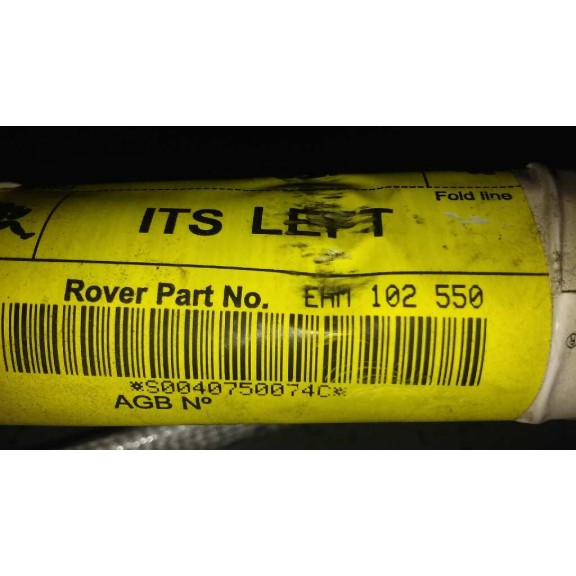 Fold line
ITS LEFT
Rover Part No. EHM 102 550
*S0040750074C*
AGB Nº